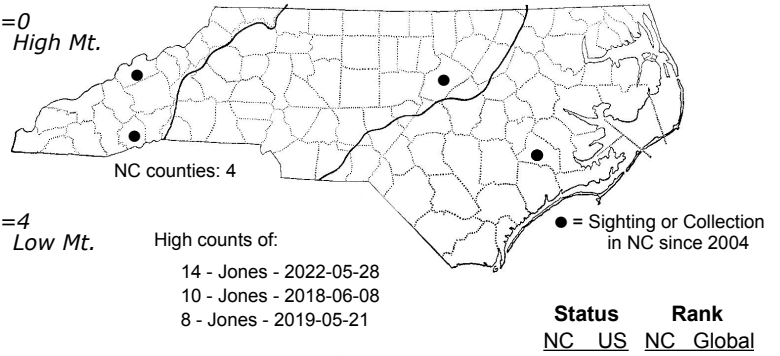 =0
High Mt.
NC counties: 4
=4
Low Mt.
High counts of:
14 - Jones - 2022-05-28
10 - Jones - 2018-06-08
8 - Jones - 2019-05-21
● = Sighting or Collection
in NC since 2004
Status Rank
NC US NC Global